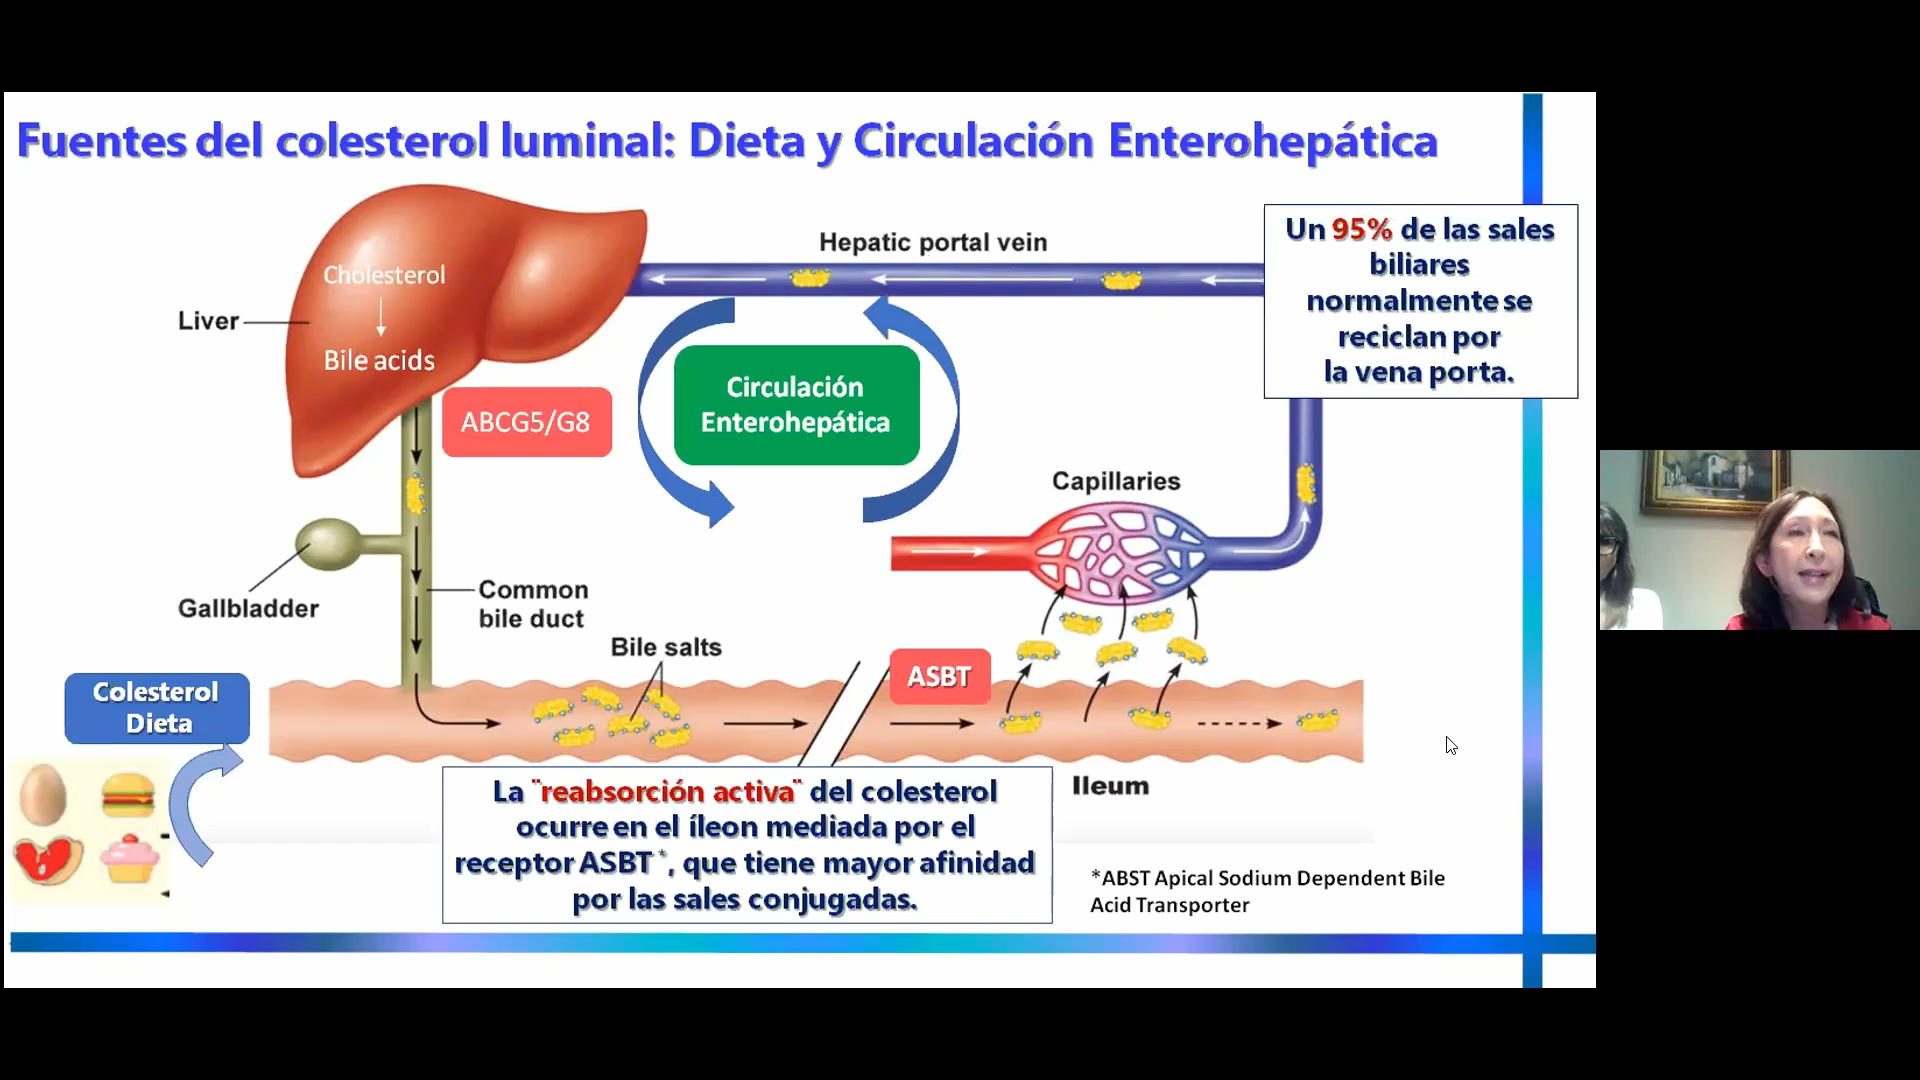 Fuentes del colesterol luminal: Dieta y Circulación Enterohepática
Hepatic portal vein
Un 95% de las sales
biliares
normalmente se
reciclan por
la vena porta.
Cholesterol
Liver
Bile acids
ABCG5/G8
Circulación
Enterohepática
Capillaries
Gallbladder
Common
bile duct
Bile salts
ASBT
Colesterol
Dieta
Ileum
La ¨reabsorción activa¨ del colesterol
ocurre en el íleon mediada por el
receptor ASBT*, que tiene mayor afinidad
por las sales conjugadas.
*ABST Apical Sodium Dependent Bile
Acid Transporter